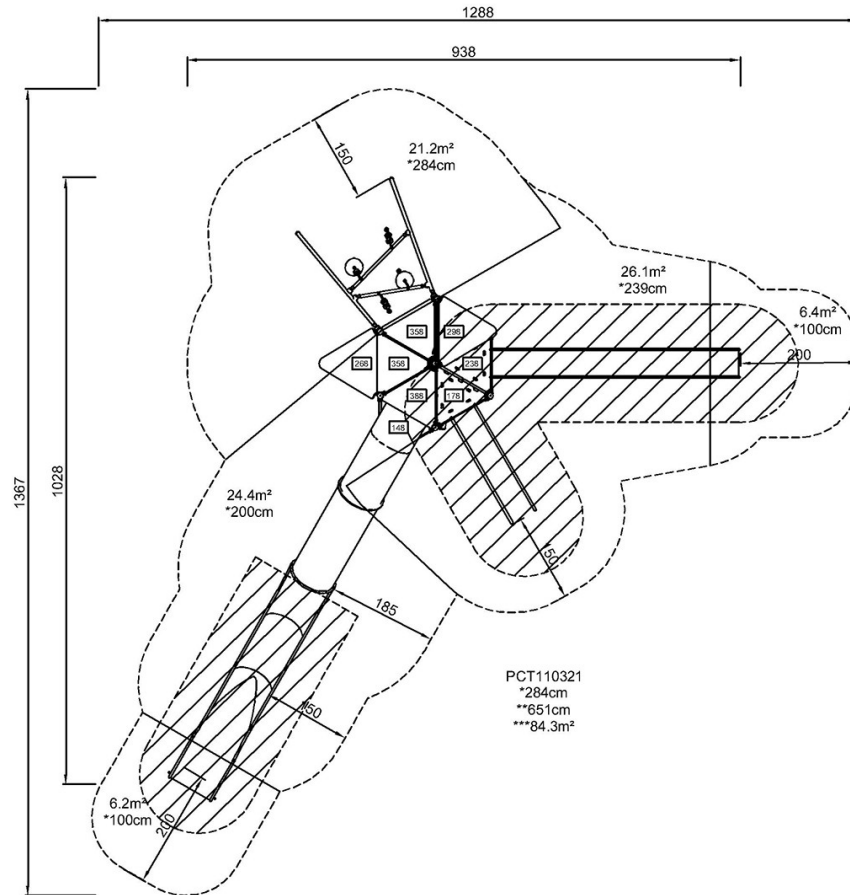 1288
938
21.2m²
*284cm
150
26.1m²
*239cm
6.4m²
*100cm
200
358
298
268
358
238
388
178
148
1367
1028
24.4m²
*200cm
150
185
PCT110321
*284cm
**651cm
***84.3m²
150
6.2m²
*100cm
200